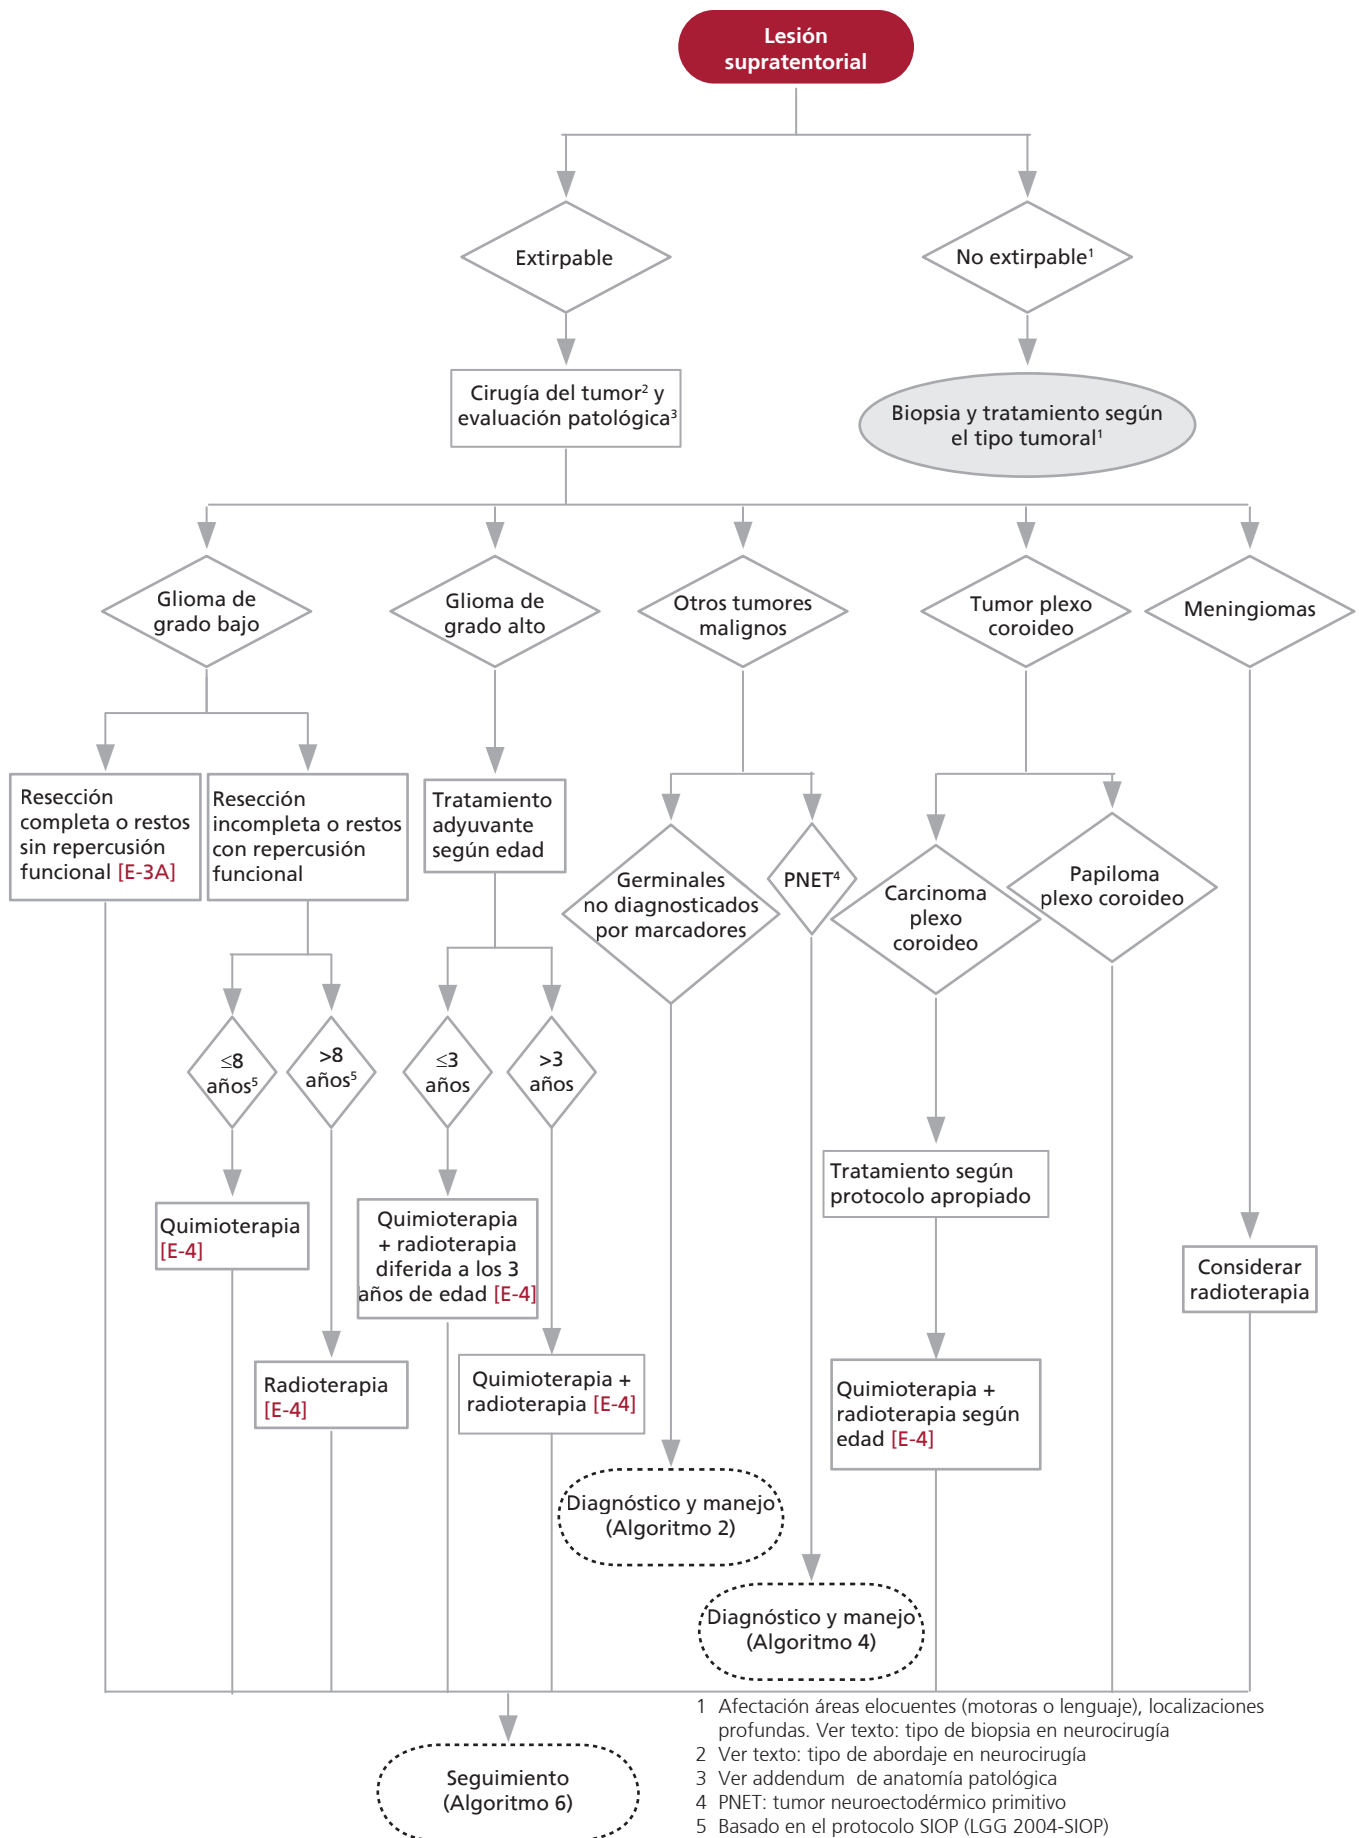 Lesión
supratentorial
Extirpable
No extirpable¹
Cirugía del tumor² y
evaluación patológica³
Biopsia y tratamiento según
el tipo tumoral¹
Glioma de
grado bajo
Glioma de
grado alto
Otros tumores
malignos
Tumor plexo
coroideo
Meningiomas
Resección
completa o restos
sin repercusión
funcional [E-3A]
Resección
incompleta o restos
con repercusión
funcional
Tratamiento
adyuvante
según edad
Germinales
no diagnosticados
por marcadores
PNET⁴
Carcinoma
plexo
coroideo
Papiloma
plexo coroideo
≤8
años⁵
>8
años⁵
≤3
años
>3
años
Tratamiento según
protocolo apropiado
Quimioterapia
[E-4]
Quimioterapia
+ radioterapia
diferida a los 3
años de edad [E-4]
Considerar
radioterapia
Radioterapia
[E-4]
Quimioterapia +
radioterapia [E-4]
Quimioterapia +
radioterapia según
edad [E-4]
Diagnóstico y manejo
(Algoritmo 2)
Diagnóstico y manejo
(Algoritmo 4)
Seguimiento
(Algoritmo 6)
1 Afectación áreas elocuentes (motoras o lenguaje), localizaciones
profundas. Ver texto: tipo de biopsia en neurocirugía
2 Ver texto: tipo de abordaje en neurocirugía
3 Ver addendum de anatomía patológica
4 PNET: tumor neuroectodérmico primitivo
5 Basado en el protocolo SIOP (LGG 2004-SIOP)